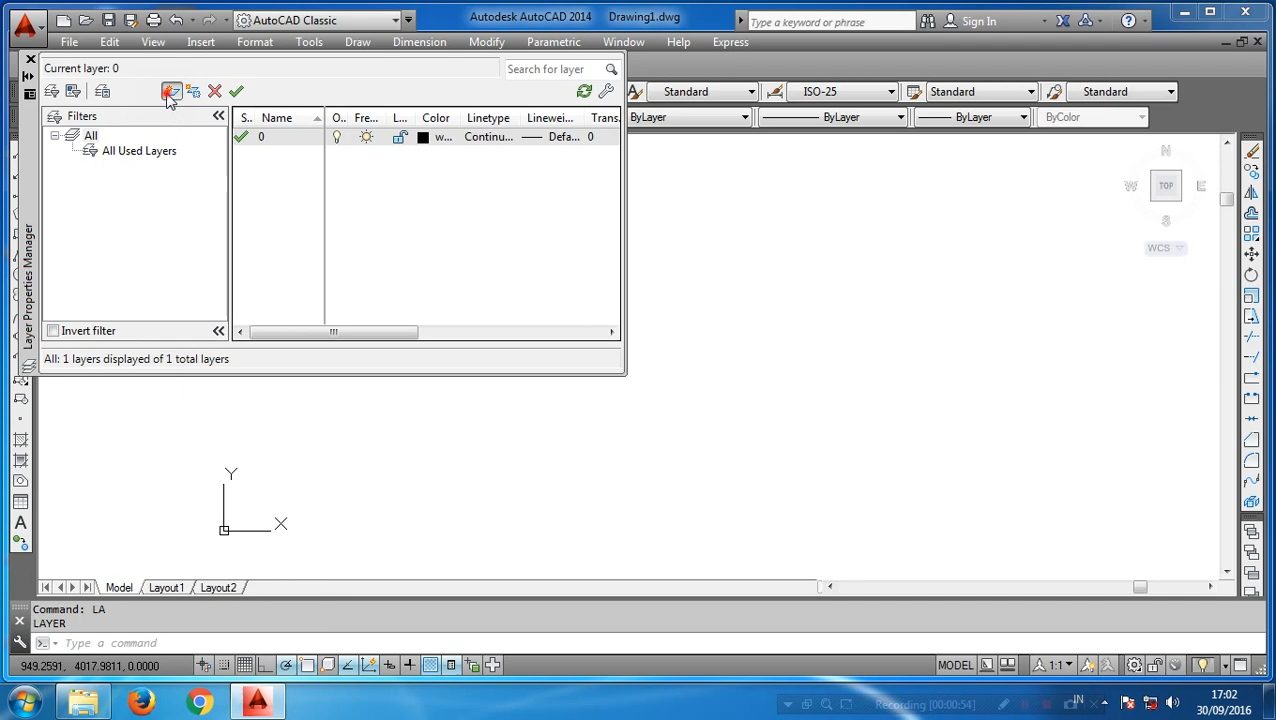 AutoCAD Classic
Autodesk AutoCAD 2014 Drawing1.dwg
Type a keyword or phrase
Sign In
File Edit View Insert Format Tools Draw Dimension Modify Parametric Window Help Express
Current layer: 0
Search for layer
Standard ISO-25 Standard Standard
Filters
S.. Name O.. Fre... L... Color Linetype Linewei... Trans
ByLayer ByLayer ByLayer ByColor
All
0 w... Continu... Defa... 0
All Used Layers
N
W TOP E
S
WCS
Layer Properties Manager
Invert filter
All: 1 layers displayed of 1 total layers
Y
X
Model Layout1 Layout2
Command: LA
LAYER
Type a command
949.2591, 4017.9811, 0.0000
MODEL
1:1
IN
17:02
Recording [00:00:54]
30/09/2016